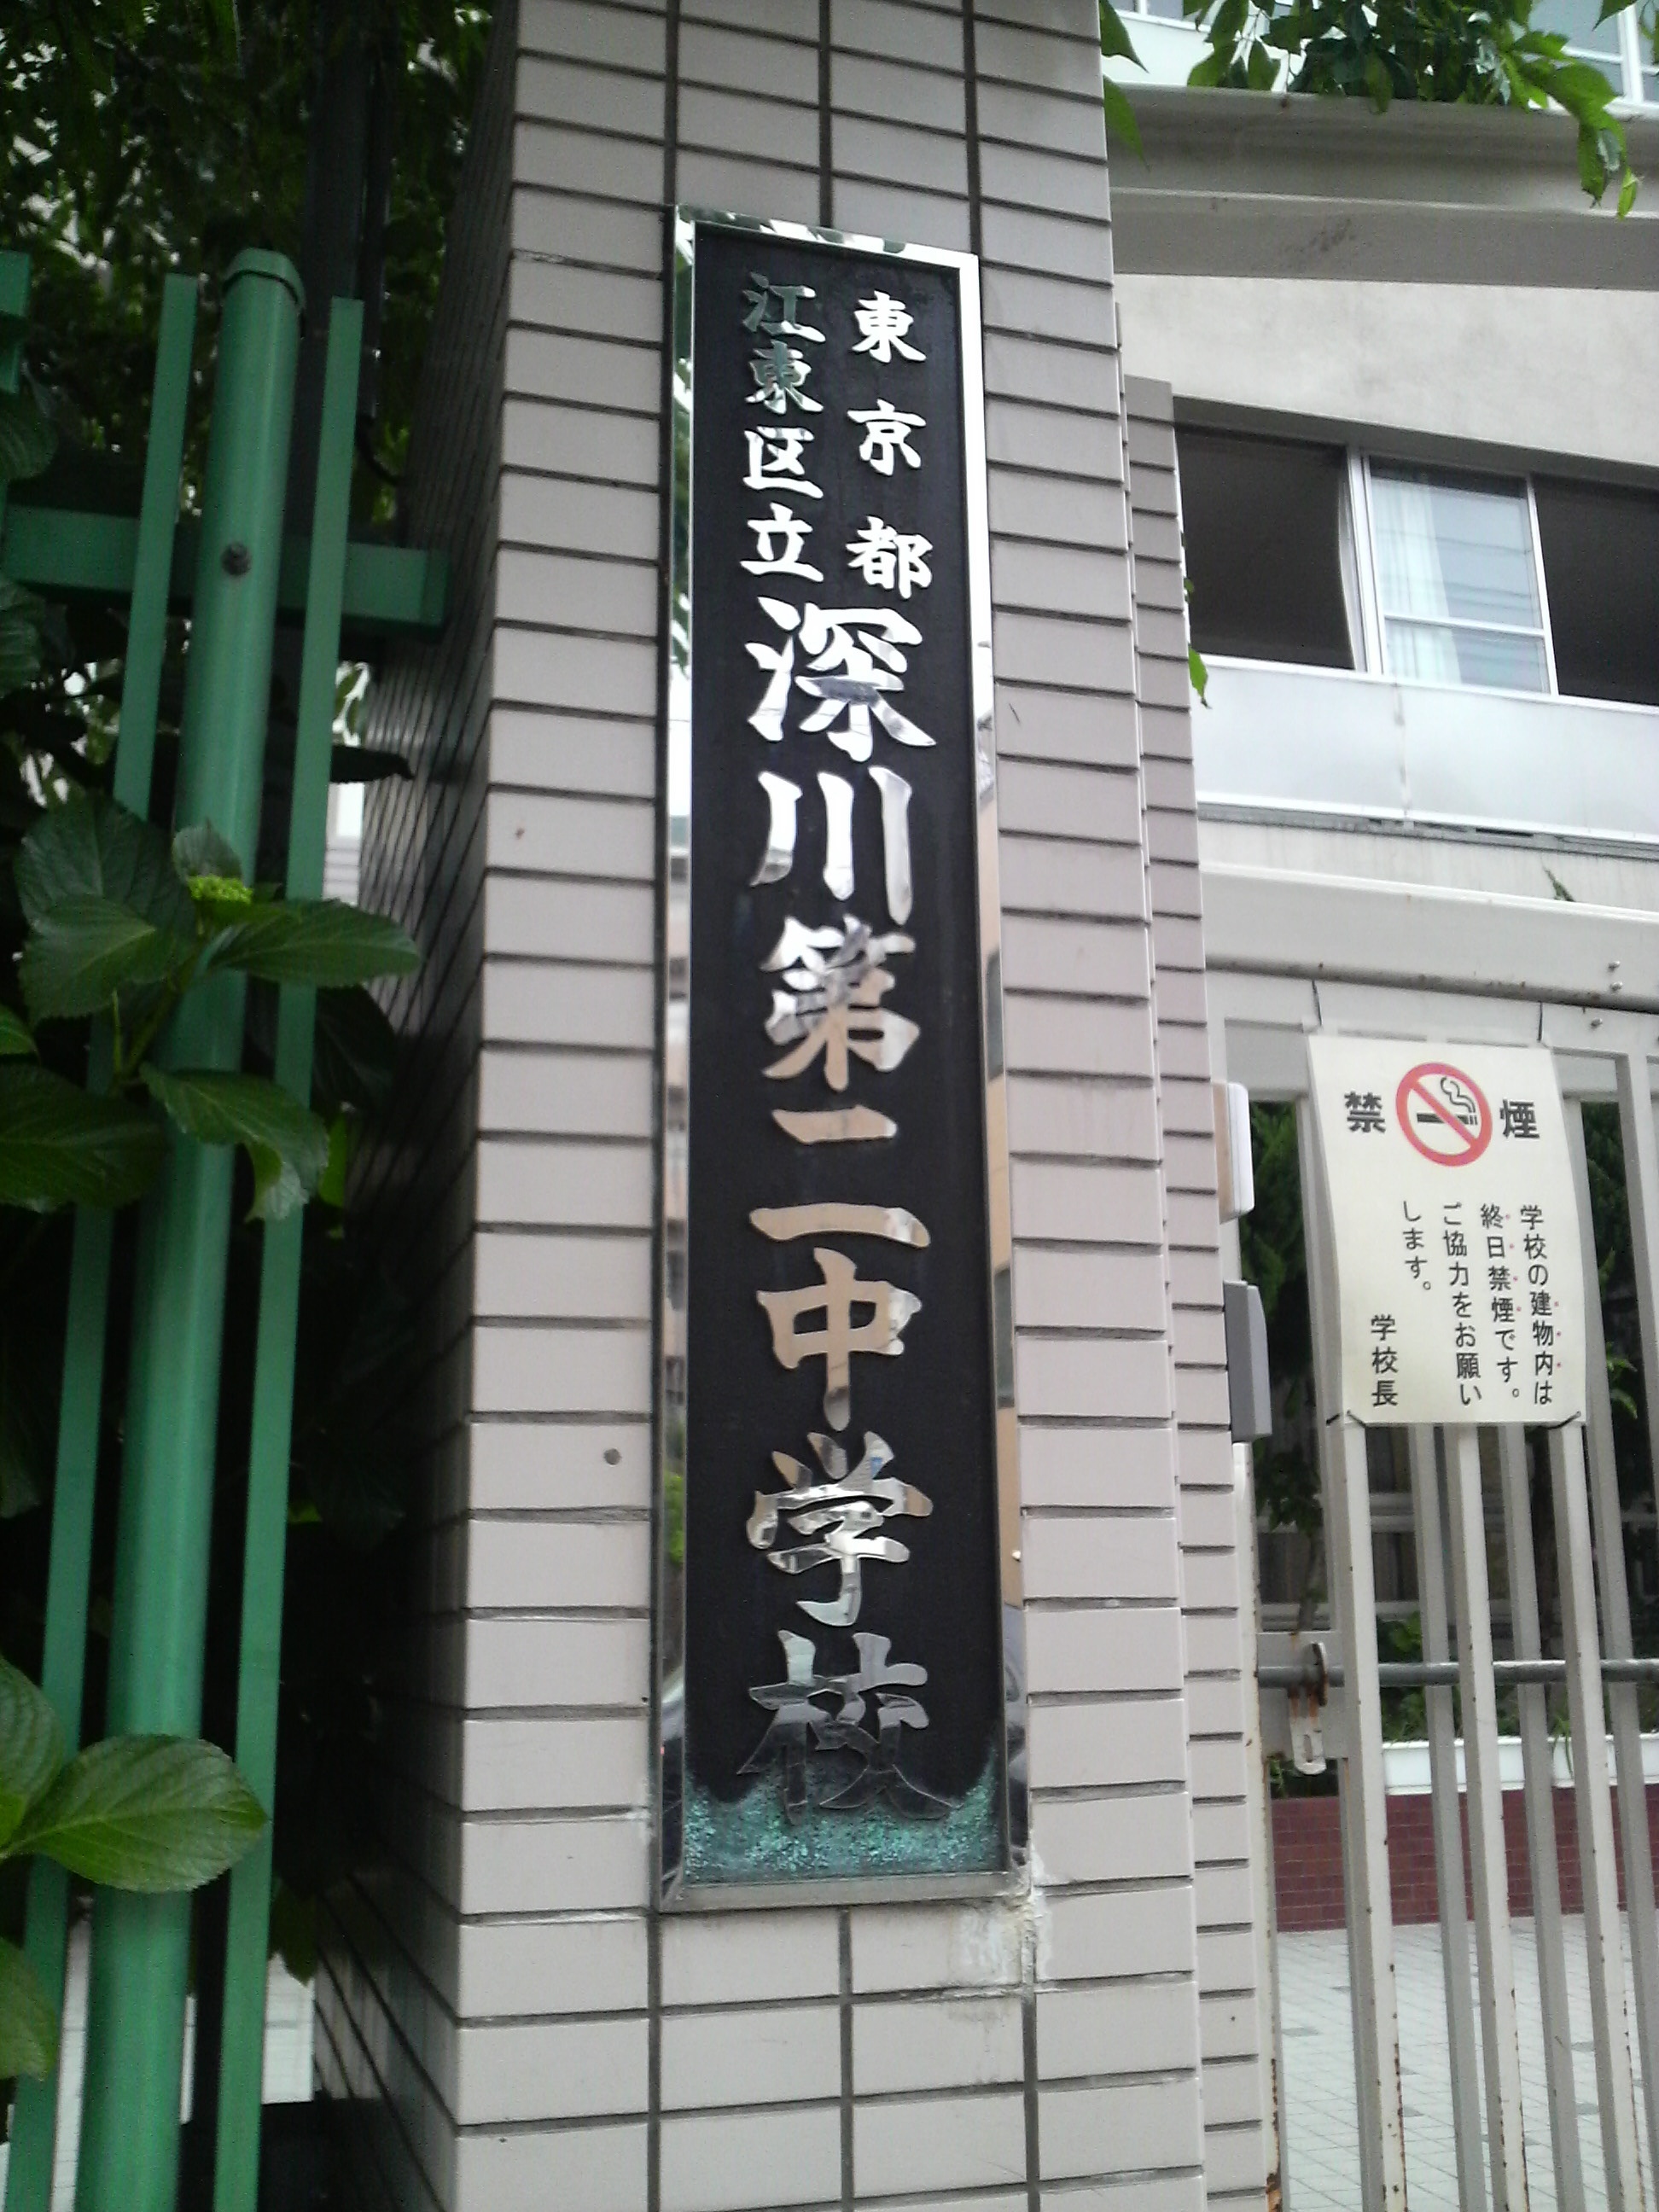 東京都
江東区立
深川第二中学校
禁煙
学校の建物内は
終日禁煙です。
ご協力をお願い
します。
学校長